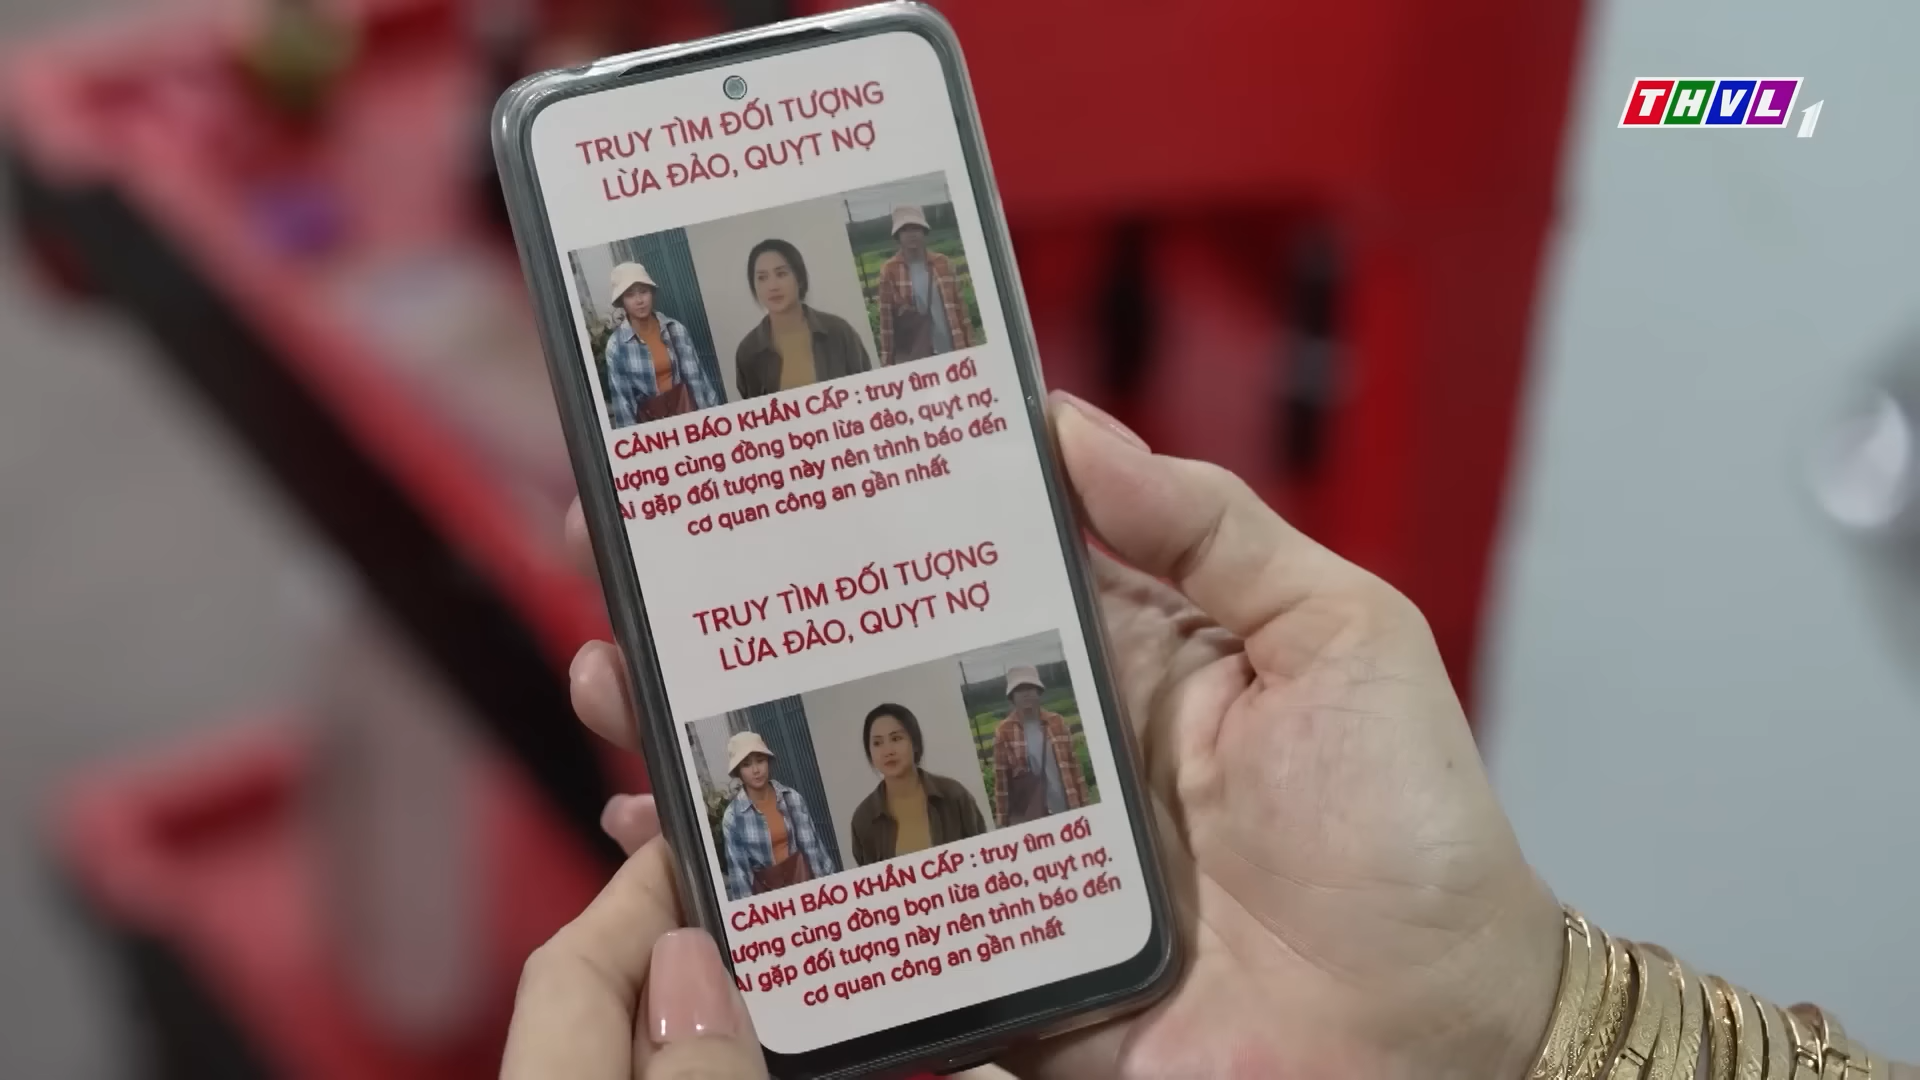 THVL1
TRUY TÌM ĐỐI TƯỢNG
LỪA ĐẢO, QUỴT NỢ
CẢNH BÁO KHẨN CẤP : truy tìm đối
ượng cùng đồng bọn lừa đảo, quỵt nợ.
Ai gặp đối tượng này nên trình báo đến
cơ quan công an gần nhất
TRUY TÌM ĐỐI TƯỢNG
LỪA ĐẢO, QUỴT NỢ
CẢNH BÁO KHẨN CẤP : truy tìm đối
ượng cùng đồng bọn lừa đảo, quỵt nợ.
Ai gặp đối tượng này nên trình báo đến
cơ quan công an gần nhất